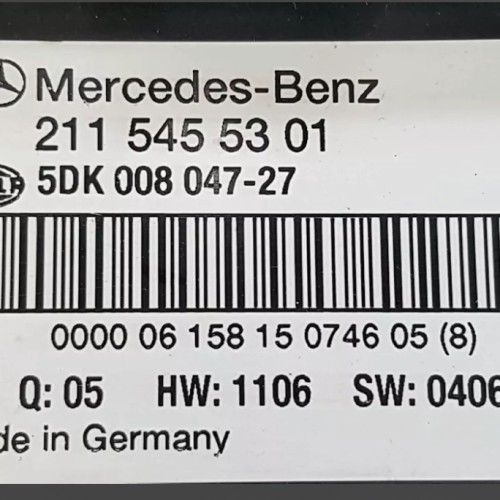 Mercedes-Benz
211 545 53 01
5DK 008 047-27
0000 06 158 15 0746 05 (8)
Q: 05 HW: 1106 SW: 0406
de in Germany